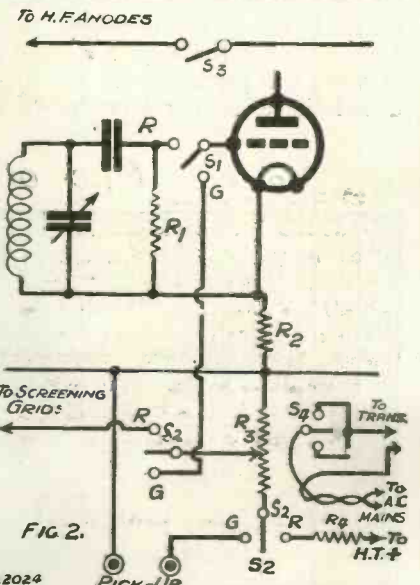 TO H.F. ANODES
S3
R
S1
G
R1
R2
TO SCREENING
GRIDS
R
S2
G
R3
S4
TO
TRANS.
TO
A.C.
MAINS
FIG 2.
G
S2
R
R4
TO
H.T.+
S2
2024
PICK-UP